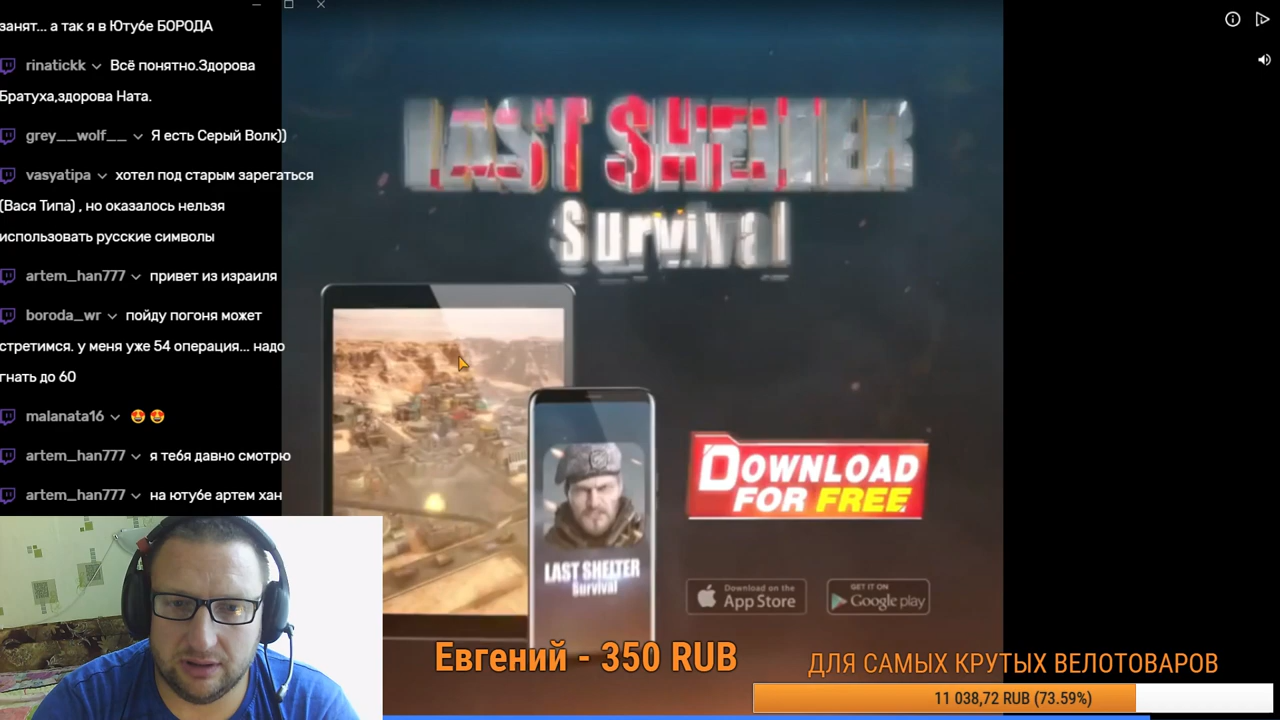 занят... а так я в Ютубе БОРОДА
rinatickk Всё понятно.Здорова
Братуха,здорова Ната.
grey__wolf__ Я есть Серый Волк))
vasyatipa хотел под старым зарегаться
(Вася Типа) , но оказалось нельзя
использовать русские символы
artem_han777 привет из израиля
boroda_wr пойду погоня может
стретимся. у меня уже 54 операция... надо
гнать до 60
malanata16 😍 😍
artem_han777 я тебя давно смотрю
artem_han777 на ютубе артем хан
LAST SHELTER
Survival
DOWNLOAD
FOR FREE
LAST SHELTER
Survival
Download on the
App Store
GET IT ON
Google play
Евгений - 350 RUB
ДЛЯ САМЫХ КРУТЫХ ВЕЛОТОВАРОВ
11 038,72 RUB (73.59%)